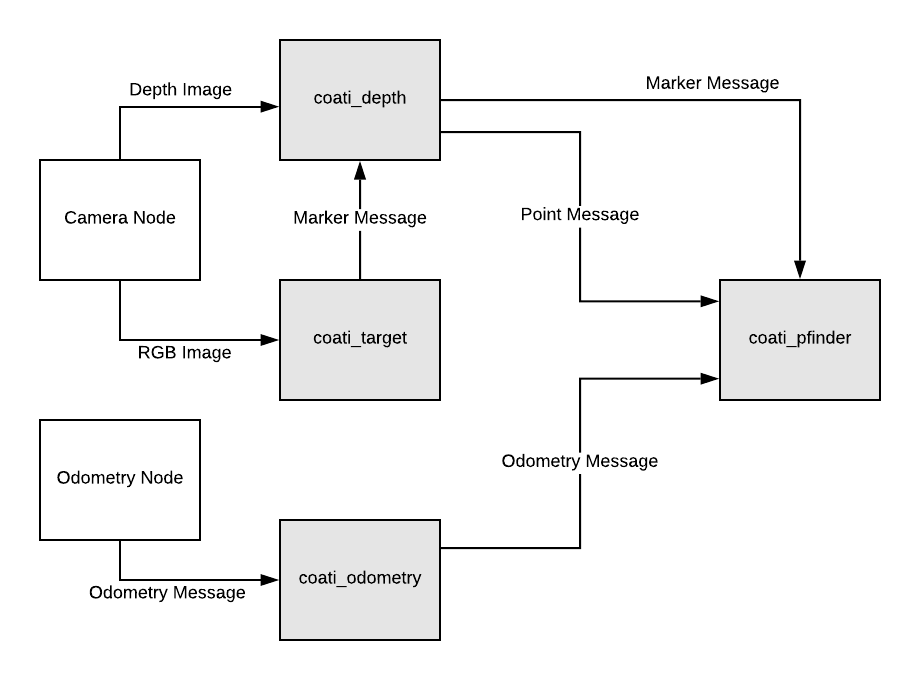 Marker Message
Depth Image
coati_depth
Camera Node
Marker Message
Point Message
coati_target
coati_pfinder
RGB Image
Odometry Node
Odometry Message
coati_odometry
Odometry Message